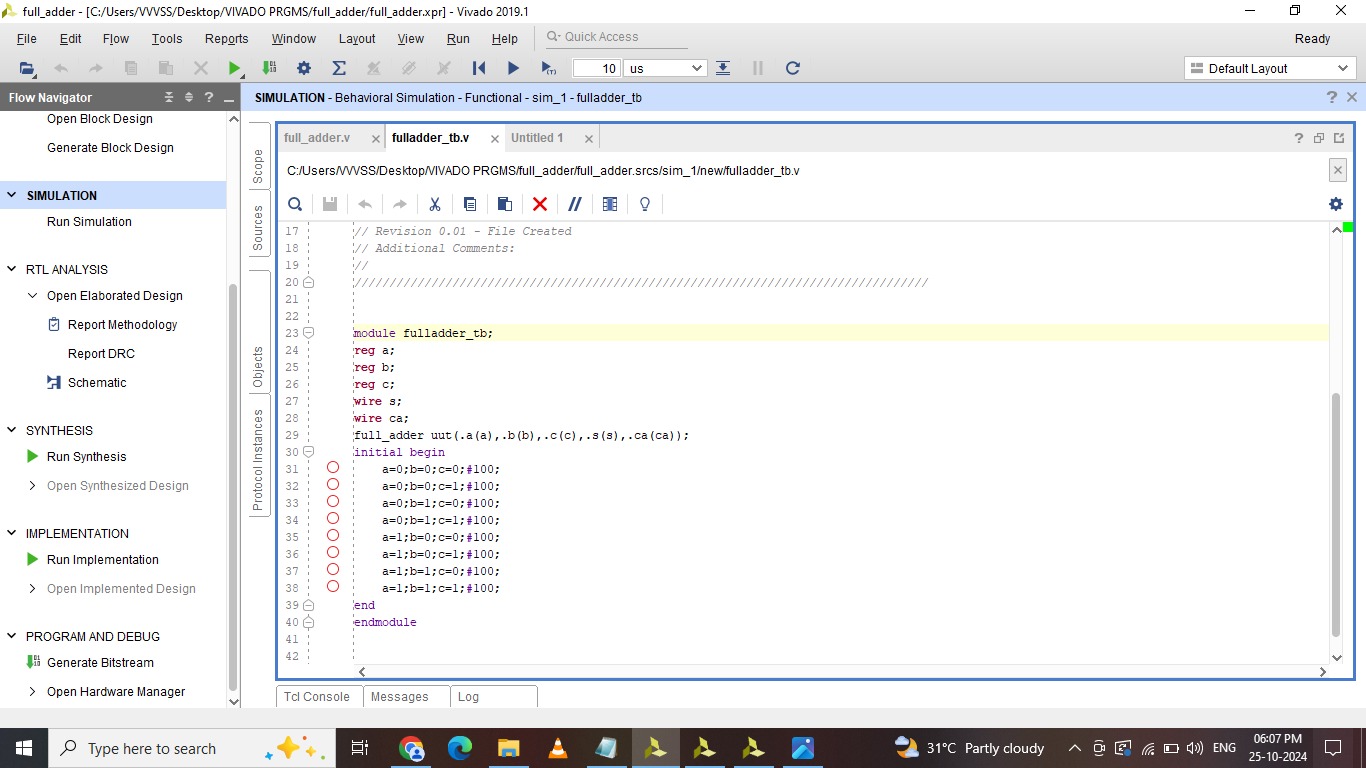 full_adder - [C:/Users/VVVSS/Desktop/VIVADO PRGMS/full_adder/full_adder.xpr] - Vivado 2019.1
File Edit Flow Tools Reports Window Layout View Run Help Quick Access Ready
10 us Default Layout
Flow Navigator
Open Block Design
Generate Block Design
SIMULATION
Run Simulation
RTL ANALYSIS
Open Elaborated Design
Report Methodology
Report DRC
Schematic
SYNTHESIS
Run Synthesis
Open Synthesized Design
IMPLEMENTATION
Run Implementation
Open Implemented Design
PROGRAM AND DEBUG
Generate Bitstream
Open Hardware Manager
SIMULATION - Behavioral Simulation - Functional - sim_1 - fulladder_tb
Scope
Sources
Objects
Protocol Instances
full_adder.v fulladder_tb.v Untitled 1
C:/Users/VVVSS/Desktop/VIVADO PRGMS/full_adder/full_adder.srcs/sim_1/new/fulladder_tb.v
17 // Revision 0.01 - File Created
18 // Additional Comments:
19 //
20 //////////////////////////////////////////////////////////////////////////////////
21
22
23 module fulladder_tb;
24 reg a;
25 reg b;
26 reg c;
27 wire s;
28 wire ca;
29 full_adder uut(.a(a),.b(b),.c(c),.s(s),.ca(ca));
30 initial begin
31 a=0;b=0;c=0;#100;
32 a=0;b=0;c=1;#100;
33 a=0;b=1;c=0;#100;
34 a=0;b=1;c=1;#100;
35 a=1;b=0;c=0;#100;
36 a=1;b=0;c=1;#100;
37 a=1;b=1;c=0;#100;
38 a=1;b=1;c=1;#100;
39 end
40 endmodule
41
42
Tcl Console Messages Log
Type here to search
31°C Partly cloudy
ENG
06:07 PM
25-10-2024